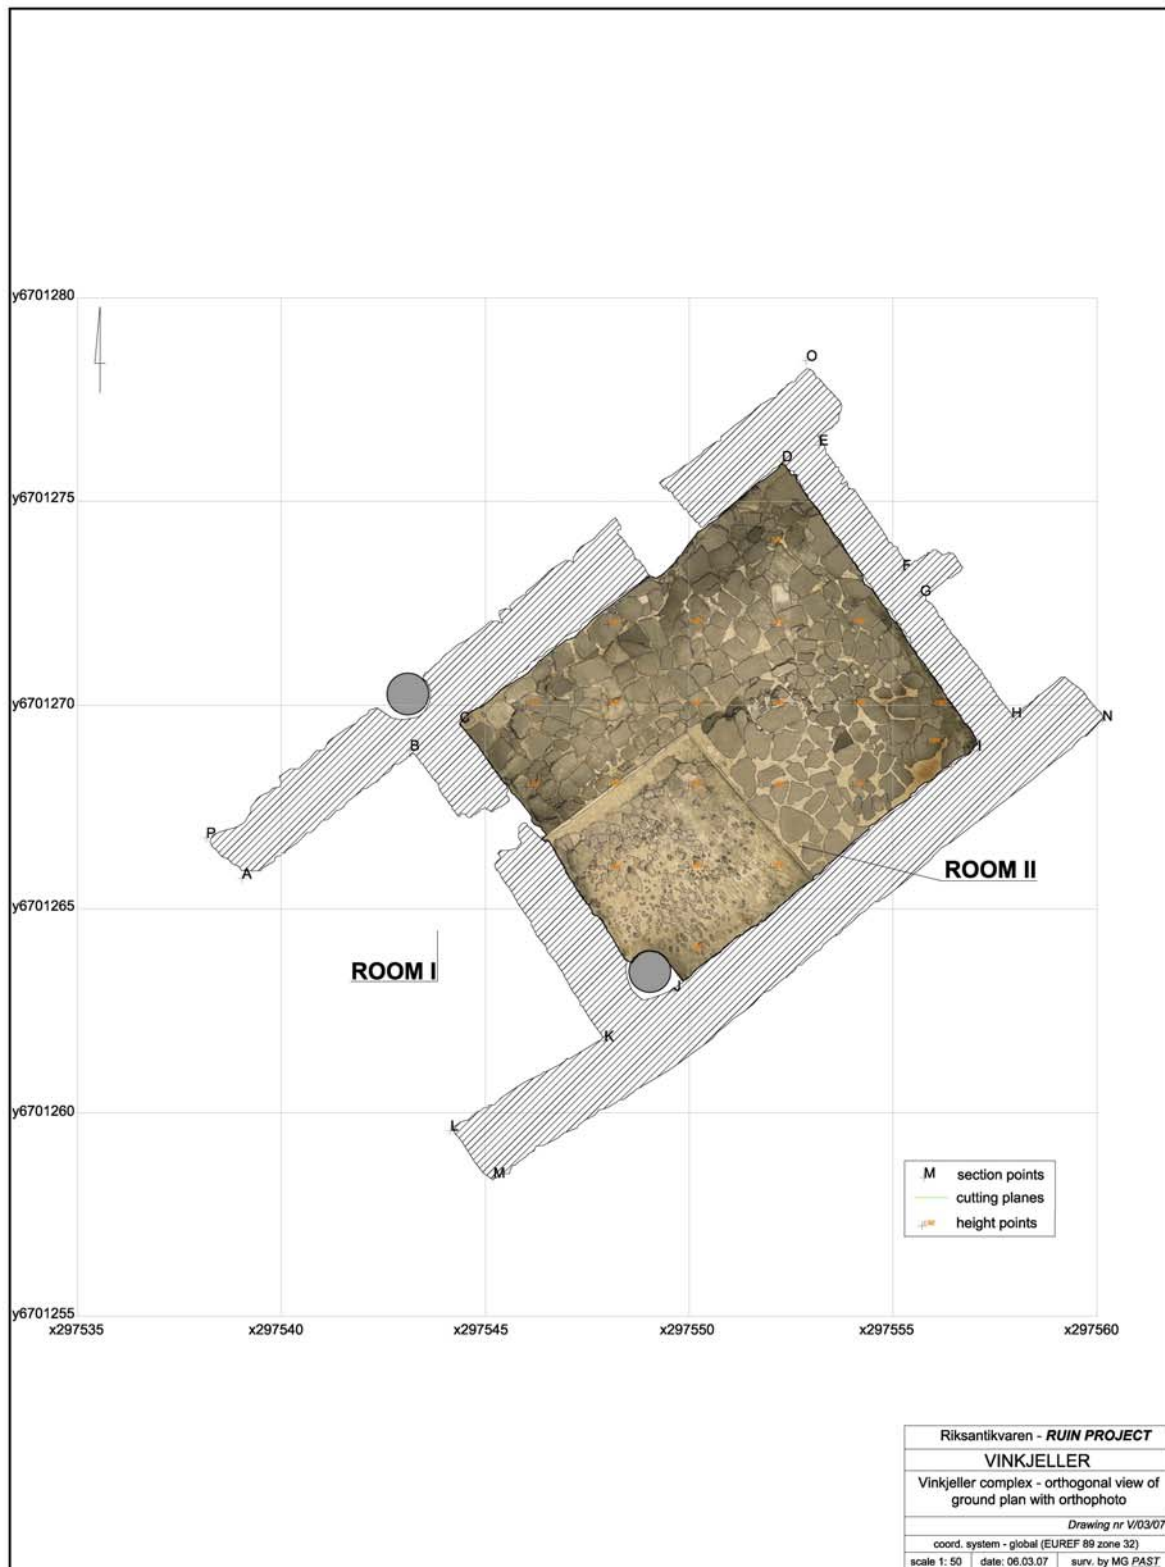 y6701280
O
E
D
y6701275
F
G
y6701270
C
H
N
B
I
P
A
ROOM II
y6701265
ROOM I
J
K
y6701260
L
M
M section points
cutting planes
height points
y6701255
x297535 x297540 x297545 x297550 x297555 x297560
Riksantikvaren - RUIN PROJECT
VINKJELLER
Vinkjeller complex - orthogonal view of
ground plan with orthophoto
Drawing nr V/03/07
coord. system - global (EUREF 89 zone 32)
scale 1: 50 date: 06.03.07 surv. by MG PAST